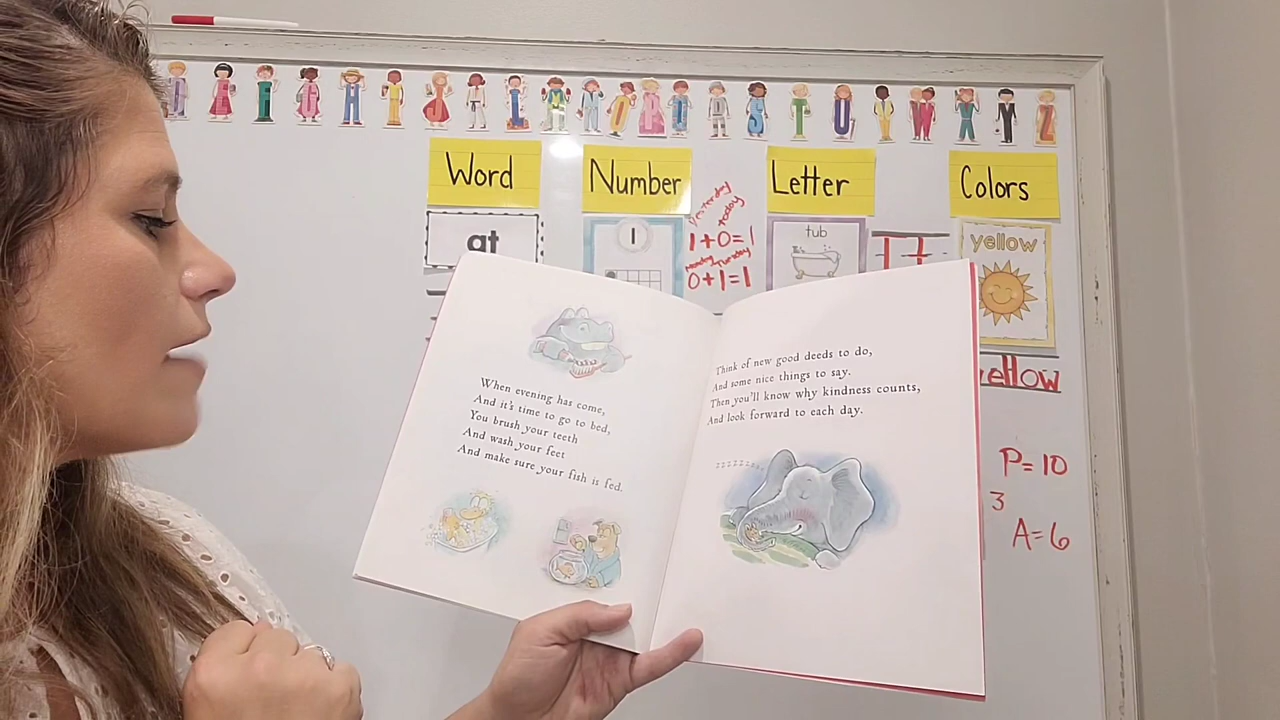 Word
Number
Letter
Colors
at
1
Yesterday
today
1+0=1
Monday
Tuesday
0+1=1
tub
yellow
yellow
P=10
3
A=6
When evening has come,
And it's time to go to bed,
You brush your teeth
And wash your feet
And make sure your fish is fed.
Think of new good deeds to do,
And some nice things to say.
Then you'll know why kindness counts,
And look forward to each day.
zzzzzzzz